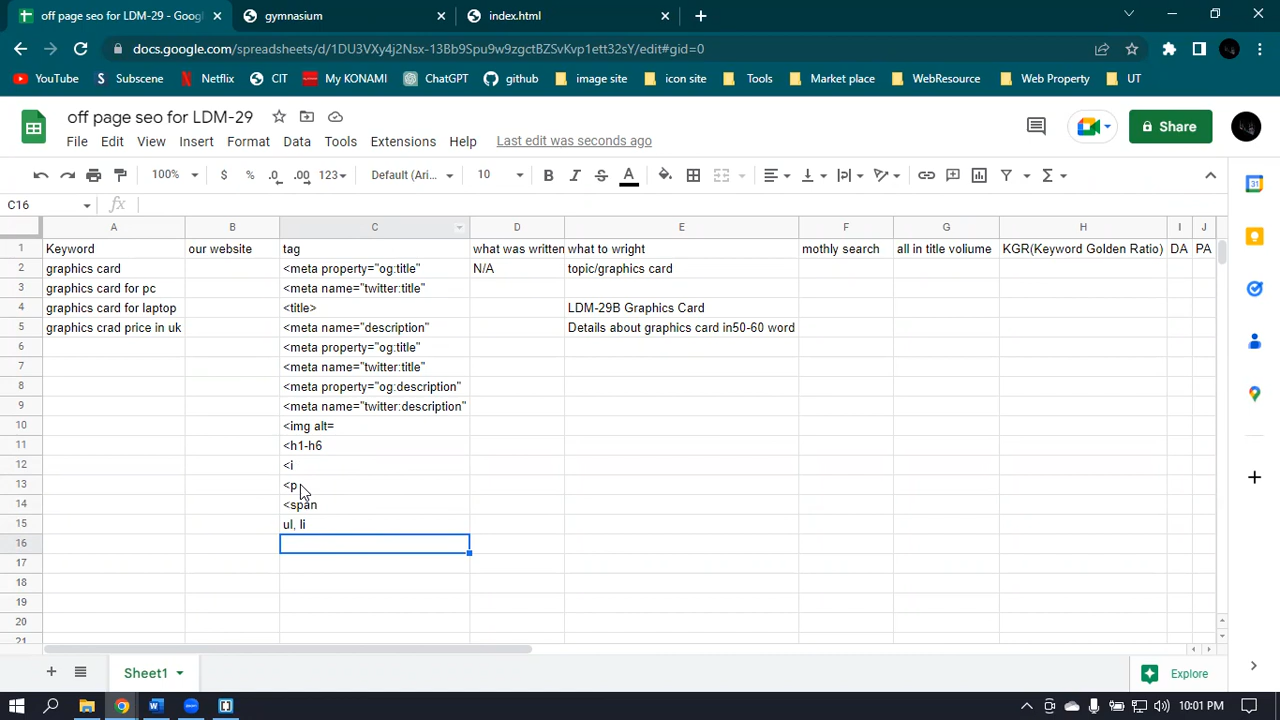 off page seo for LDM-29 - Goog
gymnasium
index.html
docs.google.com/spreadsheets/d/1DU3VXy4j2Nsx-13Bb9Spu9w9zgctBZSvKvp1ett32sY/edit#gid=0
YouTube
Subscene
Netflix
CIT
My KONAMI
ChatGPT
github
image site
icon site
Tools
Market place
WebResource
Web Property
UT
off page seo for LDM-29
File Edit View Insert Format Data Tools Extensions Help Last edit was seconds ago
Share
100% $ % .0 .00 123 Default (Ari... 10 B I S A
C16 fx
A B C D E F G H I J
1 Keyword our website tag what was written what to wright mothly search all in title voliume KGR(Keyword Golden Ratio) DA PA
2 graphics card <meta property="og:title" N/A topic/graphics card
3 graphics card for pc <meta name="twitter:title"
4 graphics card for laptop <title> LDM-29B Graphics Card
5 graphics crad price in uk <meta name="description" Details about graphics card in50-60 word
6 <meta property="og:title"
7 <meta name="twitter:title"
8 <meta property="og:description"
9 <meta name="twitter:description"
10 <img alt=
11 <h1-h6
12 <i
13 <p
14 <span
15 ul, li
16
17
18
19
20
21
Sheet1
Explore
10:01 PM